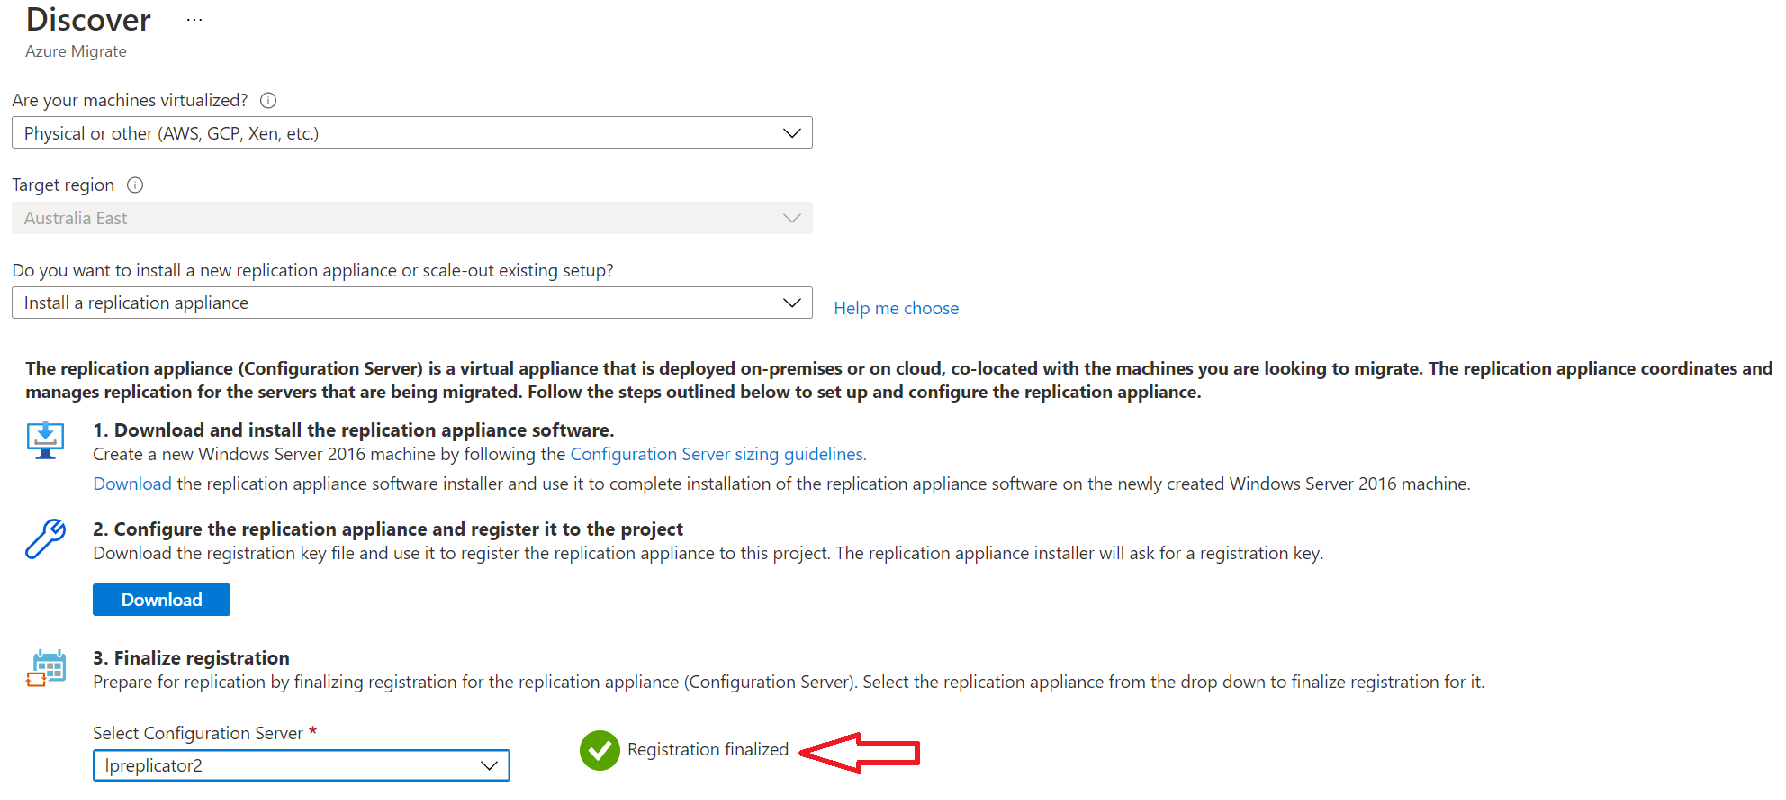 Discover ...
Azure Migrate
Are your machines virtualized?
Physical or other (AWS, GCP, Xen, etc.)
Target region
Australia East
Do you want to install a new replication appliance or scale-out existing setup?
Install a replication appliance
Help me choose
The replication appliance (Configuration Server) is a virtual appliance that is deployed on-premises or on cloud, co-located with the machines you are looking to migrate. The replication appliance coordinates and
manages replication for the servers that are being migrated. Follow the steps outlined below to set up and configure the replication appliance.
1. Download and install the replication appliance software.
Create a new Windows Server 2016 machine by following the Configuration Server sizing guidelines.
Download the replication appliance software installer and use it to complete installation of the replication appliance software on the newly created Windows Server 2016 machine.
2. Configure the replication appliance and register it to the project
Download the registration key file and use it to register the replication appliance to this project. The replication appliance installer will ask for a registration key.
Download
3. Finalize registration
Prepare for replication by finalizing registration for the replication appliance (Configuration Server). Select the replication appliance from the drop down to finalize registration for it.
Select Configuration Server *
lpreplicator2
Registration finalized